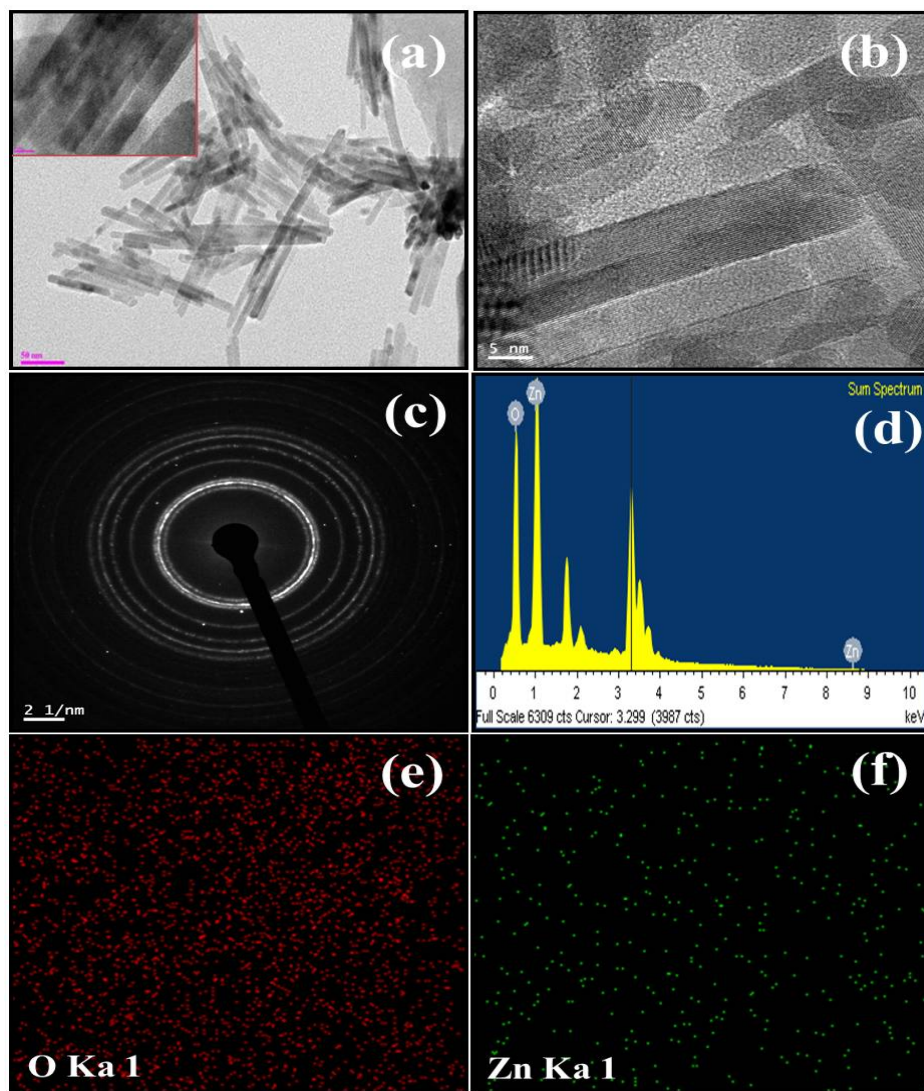 (a)
50 nm
(b)
5 nm
(c)
2 1/nm
Sum Spectrum
(d)
O
Zn
Zn
0 1 2 3 4 5 6 7 8 9 10
Full Scale 6309 cts Cursor: 3.299 (3987 cts) keV
(e)
O Ka 1
(f)
Zn Ka 1